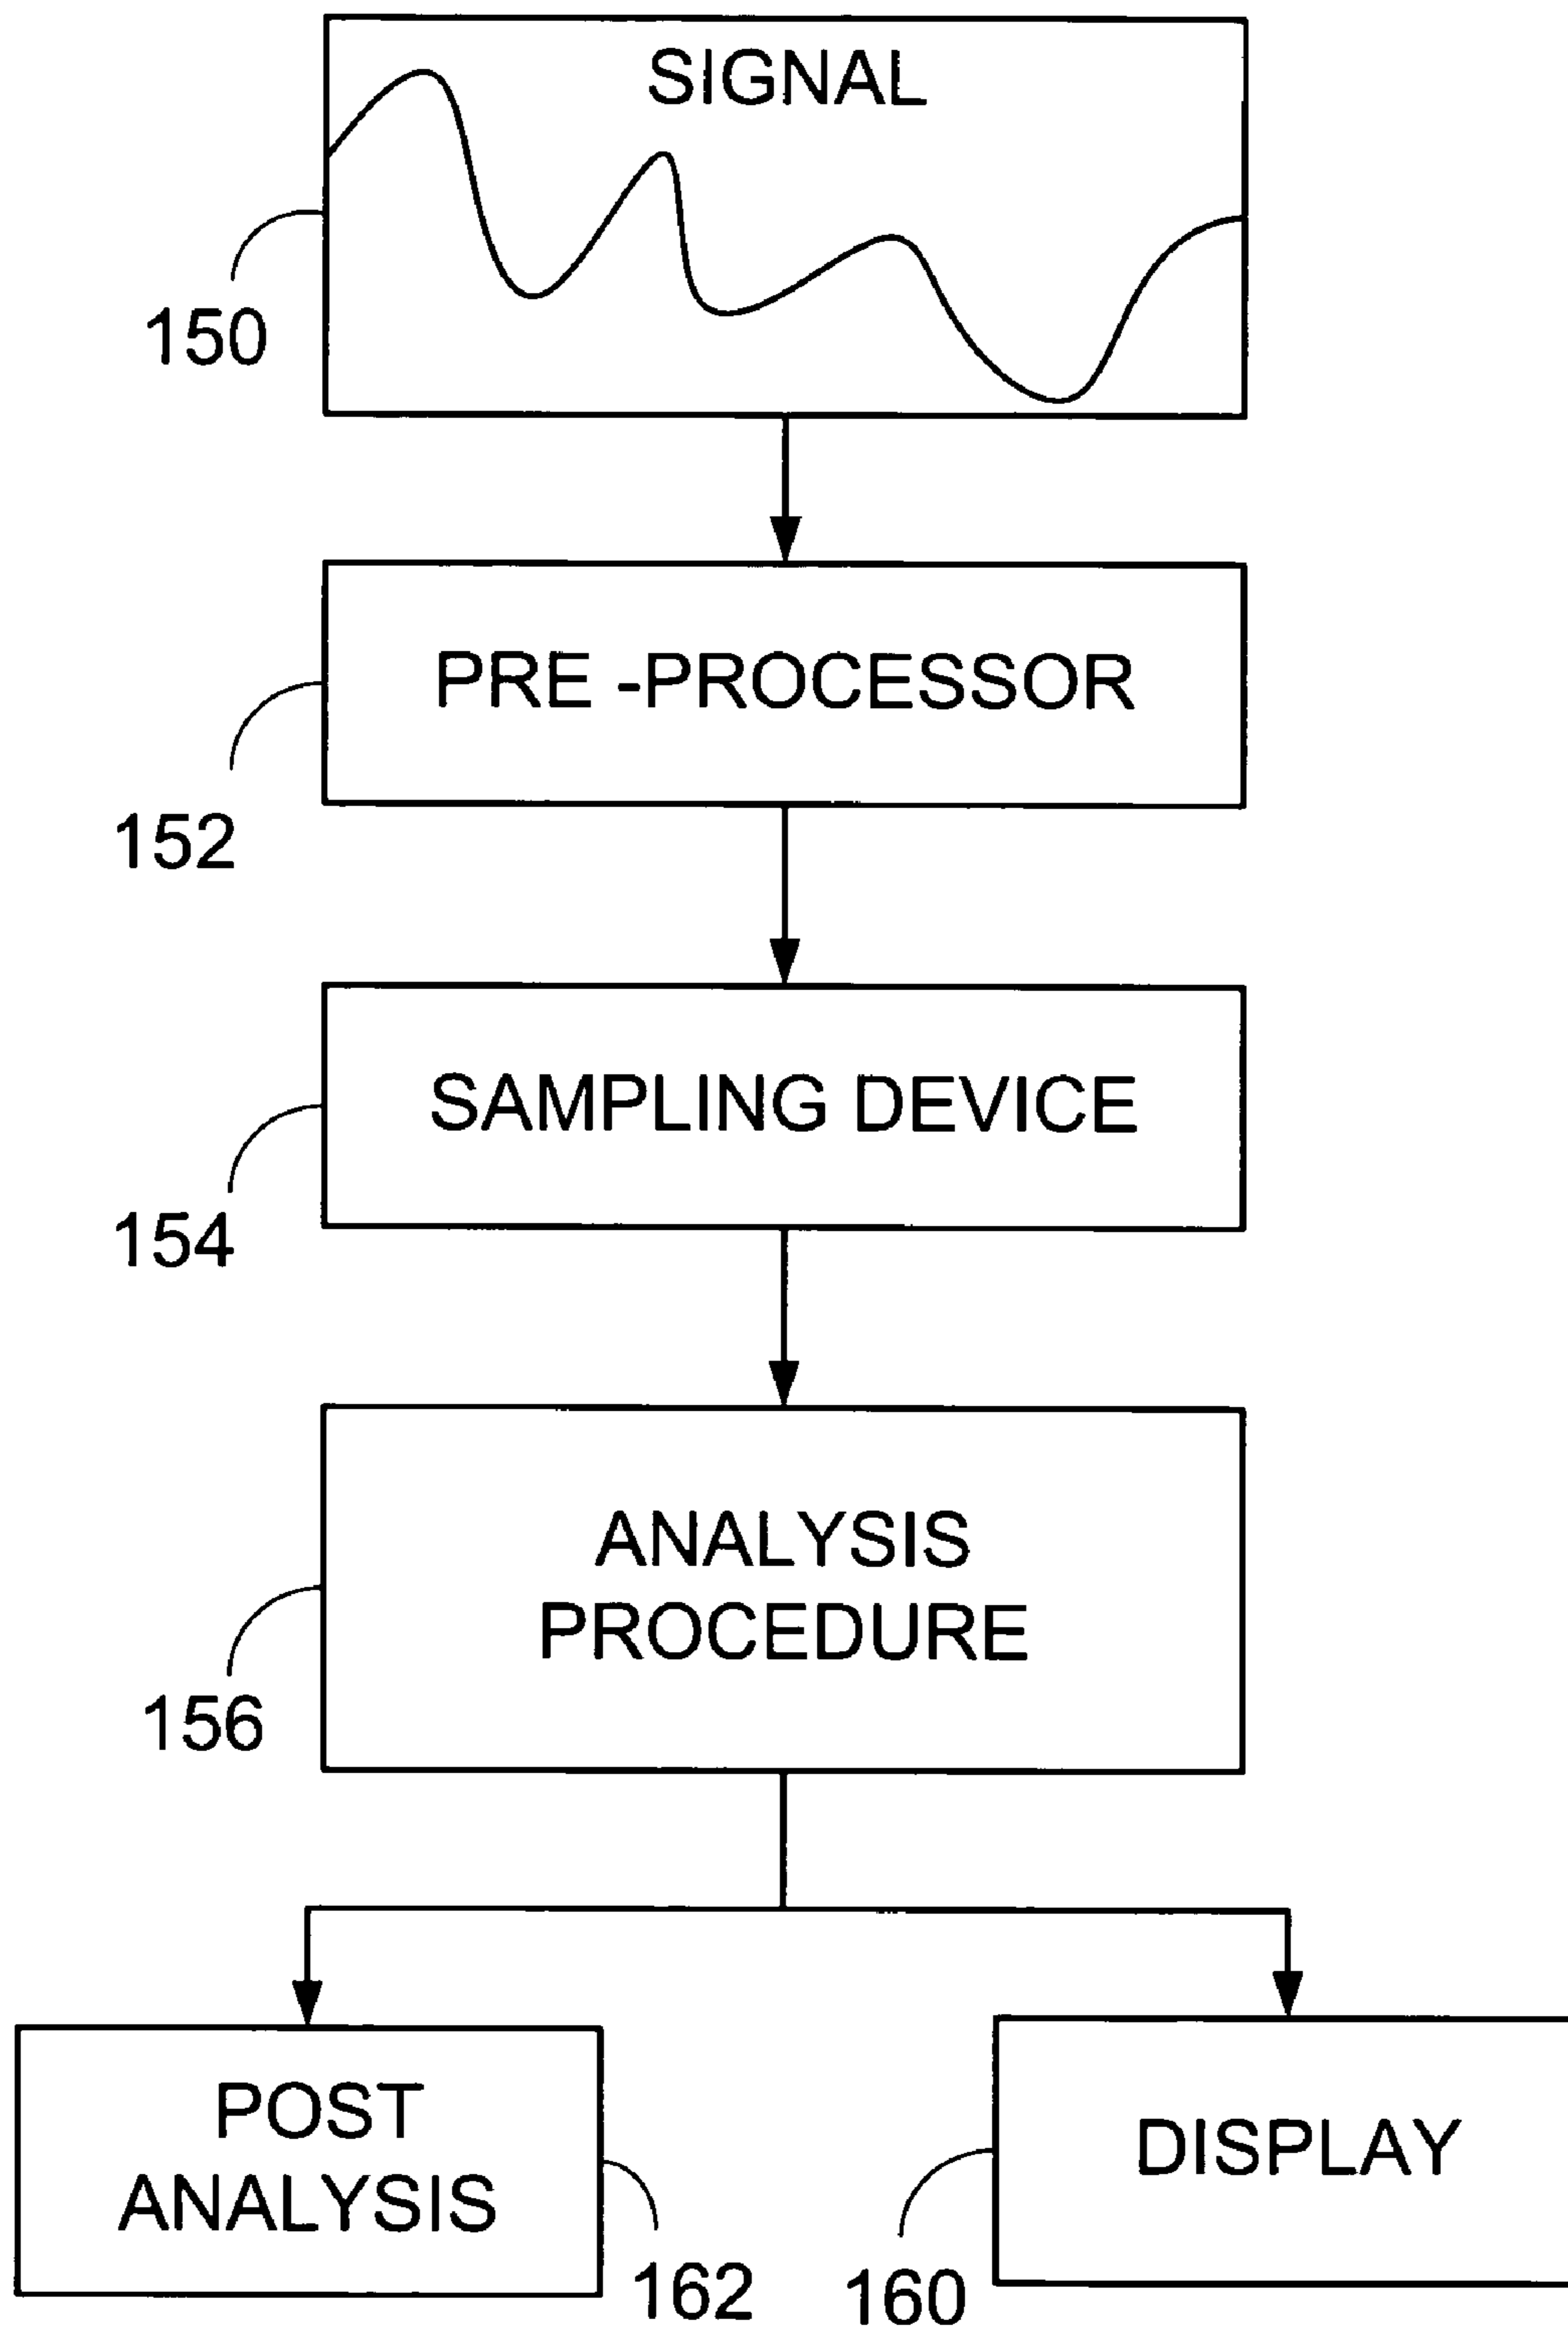 SIGNAL
150
PRE -PROCESSOR
152
SAMPLING DEVICE
154
ANALYSIS
PROCEDURE
156
POST
ANALYSIS
162
DISPLAY
160